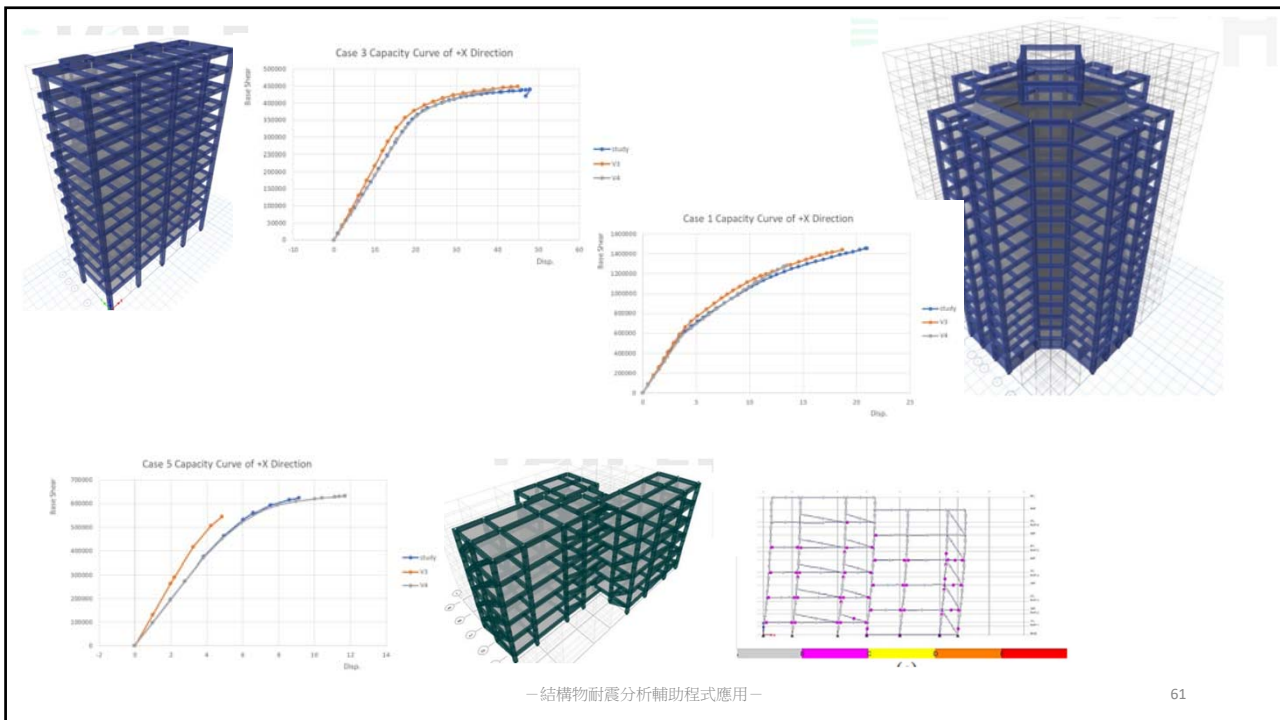 Case 3 Capacity Curve of +X Direction
Base Shear
500000
450000
400000
350000
300000
250000
200000
150000
100000
50000
0
-10 0 10 20 30 40 50 60
Disp.
study
V3
V4
Case 1 Capacity Curve of +X Direction
Base Shear
1600000
1400000
1200000
1000000
800000
600000
400000
200000
0
0 5 10 15 20 25
Disp.
study
V3
V4
Case 5 Capacity Curve of +X Direction
Base Shear
700000
600000
500000
400000
300000
200000
100000
0
-2 0 2 4 6 8 10 12 14
Disp.
study
V3
V4
－結構物耐震分析輔助程式應用－
61